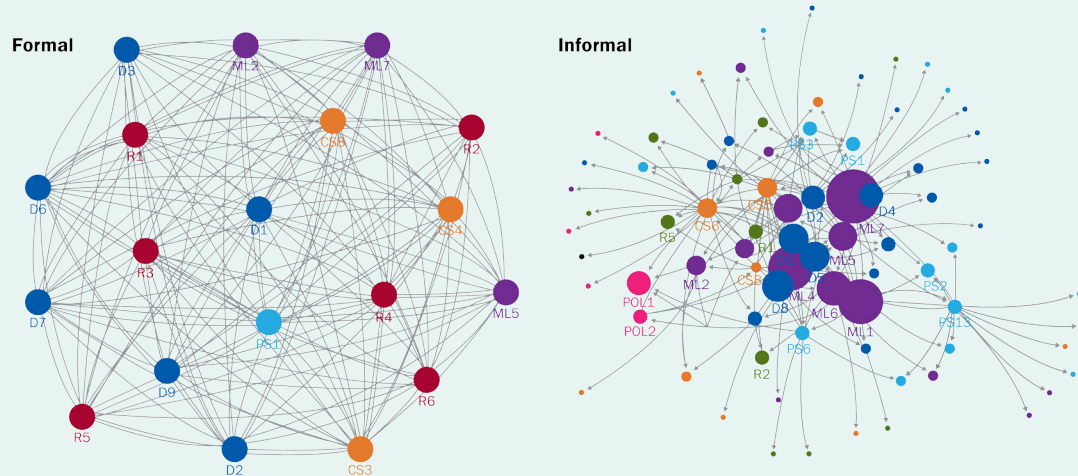 Formal
D3
ML2
ML7
R1
CS8
R2
D6
D1
CS4
R3
D7
R4
ML5
PS1
D9
R6
R5
D2
CS3
Informal
PS3
PS1
D2
D4
CS6
R5
R1
ML7
ML5
ML2
CS8
PS2
POL1
ML4
D8
ML6
POL2
ML1
PS13
PS6
R2